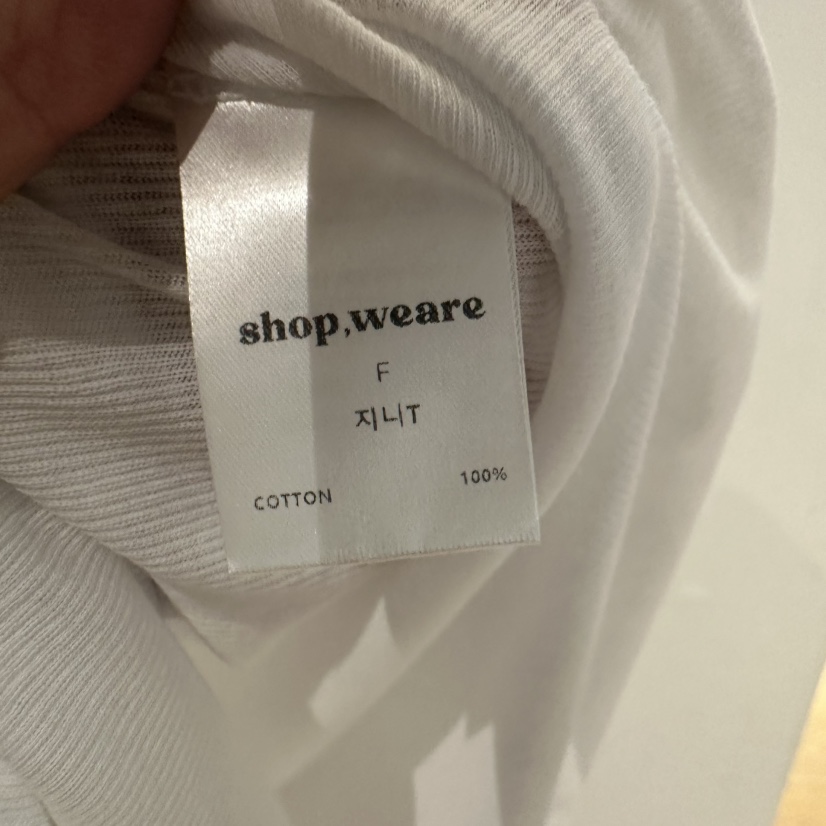 shop,weare
F
지니T
COTTON 100%